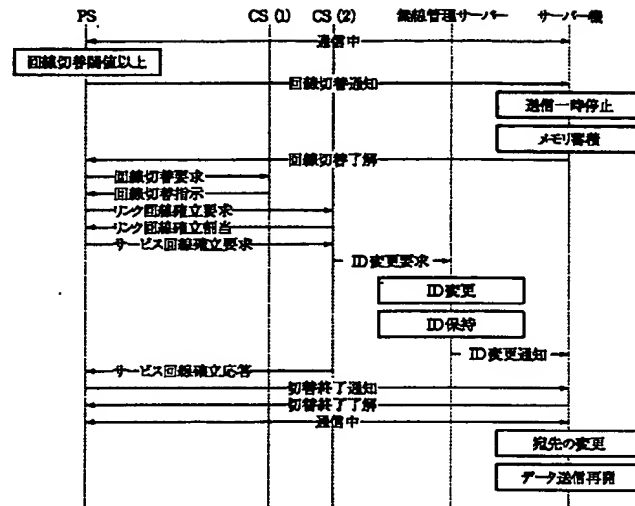 PS CS(1) CS(2) 無線管理サーバー サーバー機
通信中
回線切替閾値以上
回線切替通知
送信一時停止
メモリ蓄積
回線切替了解
回線切替要求
回線切替指示
リンク回線確立要求
リンク回線確立割当
サービス回線確立要求
ID変更要求
ID変更
ID保持
ID変更通知
サービス回線確立応答
切替終了通知
切替終了了解
通信中
宛先の変更
データ送信再開